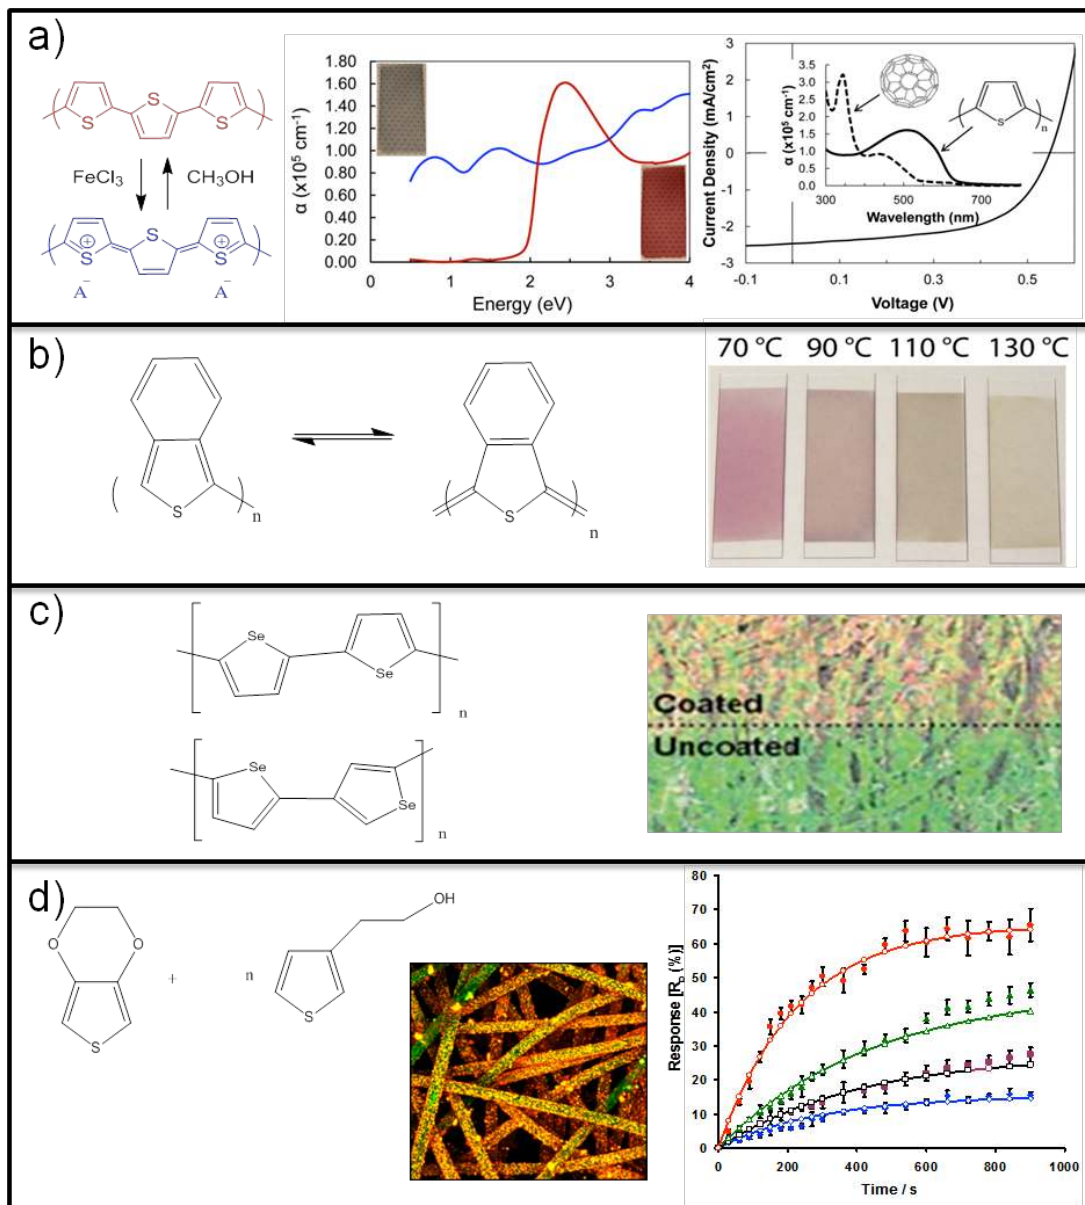 a)
S
S
S
FeCl3
CH3OH
S
S
S
A−
A−
α (x10⁵ cm⁻¹)
1.80
1.60
1.40
1.20
1.00
0.80
0.60
0.40
0.20
0.00
0 1 2 3 4
Energy (eV)
Current Density (mA/cm²)
3
2
1
0
-1
-2
-3
-0.1 0.1 0.3 0.5
Voltage (V)
α (x10⁵ cm⁻¹)
3.5
3.0
2.5
2.0
1.5
1.0
0.5
0.0
300 500 700
Wavelength (nm)
S
n
b)
S
n
S
n
70 °C 90 °C 110 °C 130 °C
c)
Se
Se
n
Se
Se
n
Coated
Uncoated
d)
O
O
S
+
n
OH
S
Response [R (%)]
80
70
60
50
40
30
20
10
0
0 200 400 600 800 1000
Time / s